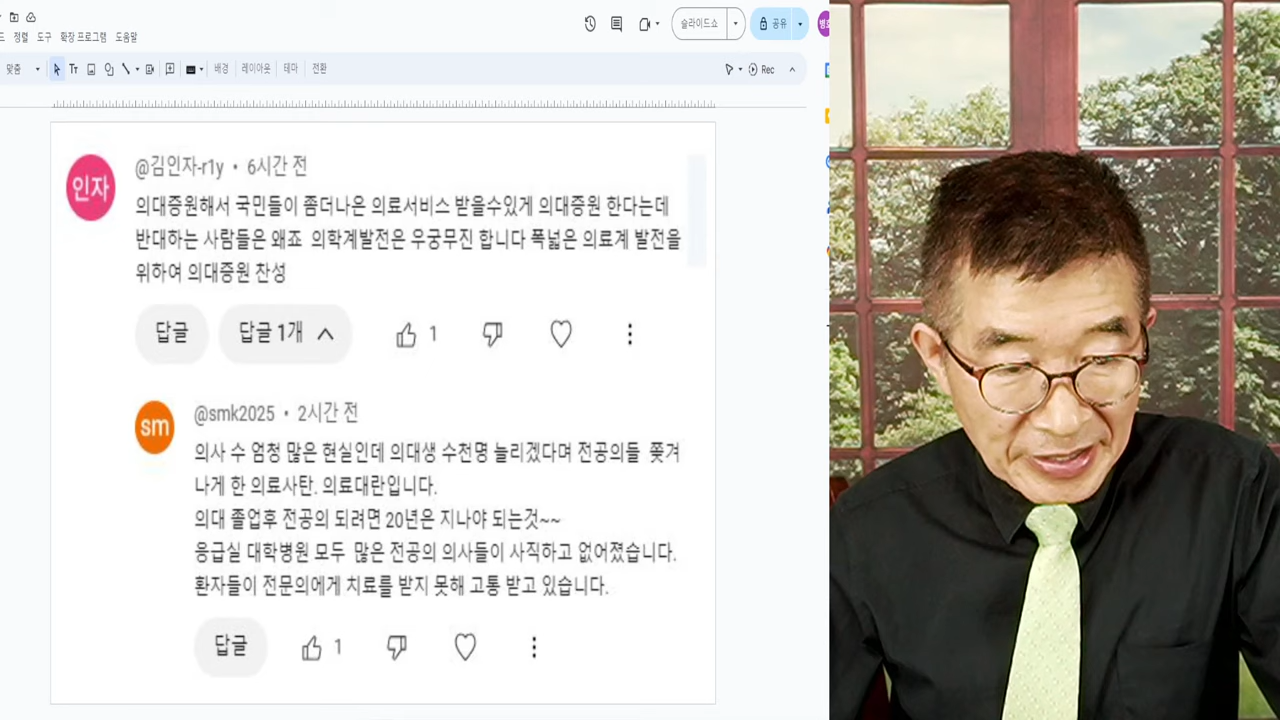 정렬 도구 확장 프로그램 도움말
슬라이드쇼
공유
맞춤
Tт
배경 레이아웃 테마 전환
Rec
인자
@김인자-r1y • 6시간 전
의대증원해서 국민들이 좀더나은 의료서비스 받을수있게 의대증원 한다는데
반대하는 사람들은 왜죠 의학계발전은 우궁무진 합니다 폭넓은 의료계 발전을
위하여 의대증원 찬성
답글 답글 1개 1
sm
@smk2025 • 2시간 전
의사 수 엄청 많은 현실인데 의대생 수천명 늘리겠다며 전공의들 쫒겨
나게 한 의료사탄. 의료대란입니다.
의대 졸업후 전공의 되려면 20년은 지나야 되는것~~
응급실 대학병원 모두 많은 전공의 의사들이 사직하고 없어졌습니다.
환자들이 전문의에게 치료를 받지 못해 고통 받고 있습니다.
답글 1